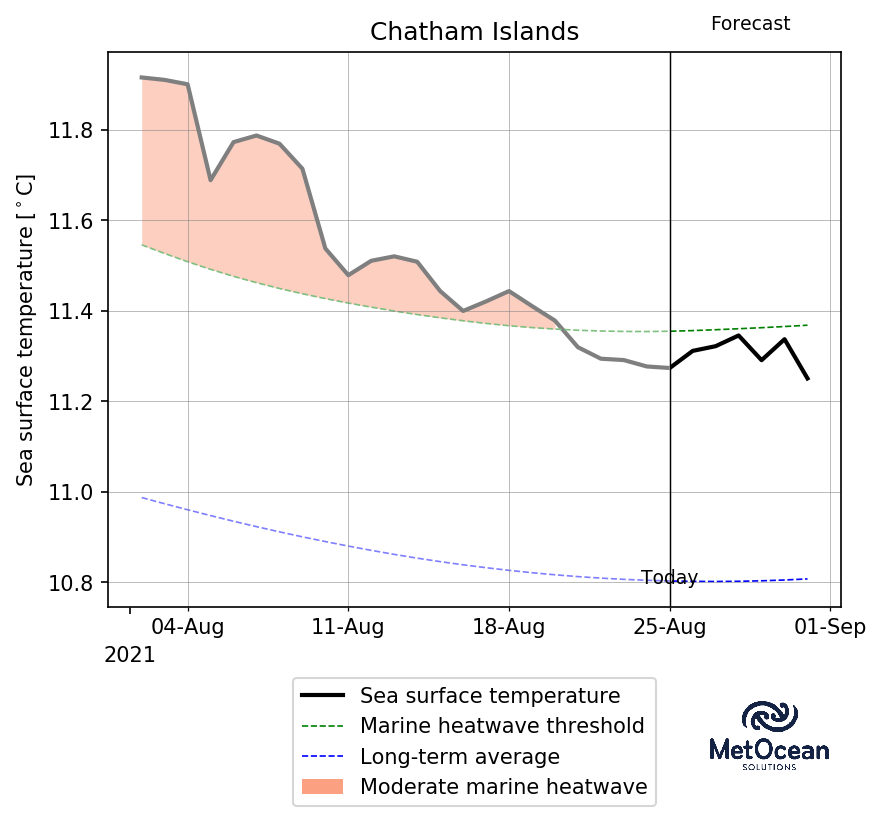 Chatham Islands
Forecast
Sea surface temperature [°C]
11.8
11.6
11.4
11.2
11.0
10.8
Today
04-Aug 11-Aug 18-Aug 25-Aug 01-Sep
2021
Sea surface temperature
Marine heatwave threshold
Long-term average
Moderate marine heatwave
MetOcean
SOLUTIONS